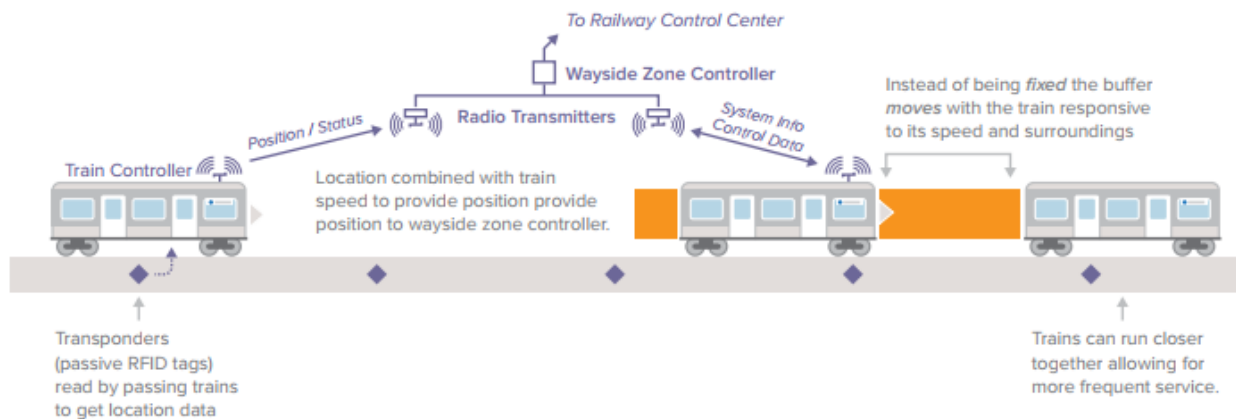 To Railway Control Center
Wayside Zone Controller
Radio Transmitters
Position / Status
System Info
Control Data
Instead of being fixed the buffer
moves with the train responsive
to its speed and surroundings
Train Controller
Location combined with train
speed to provide position provide
position to wayside zone controller.
Transponders
(passive RFID tags)
read by passing trains
to get location data
Trains can run closer
together allowing for
more frequent service.